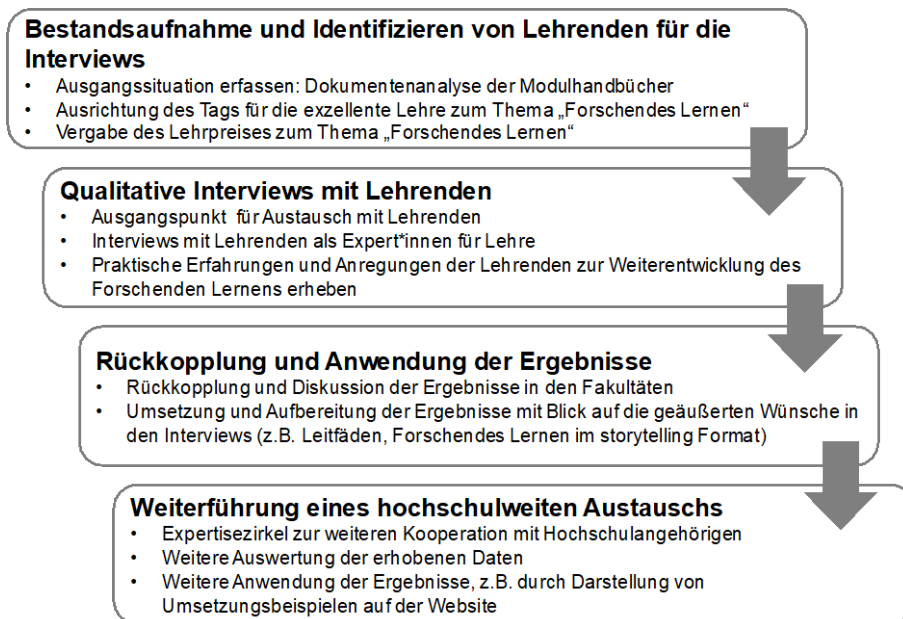 Bestandsaufnahme und Identifizieren von Lehrenden für die
Interviews
• Ausgangssituation erfassen: Dokumentenanalyse der Modulhandbücher
• Ausrichtung des Tags für die exzellente Lehre zum Thema „Forschendes Lernen“
• Vergabe des Lehrpreises zum Thema „Forschendes Lernen“
Qualitative Interviews mit Lehrenden
• Ausgangspunkt für Austausch mit Lehrenden
• Interviews mit Lehrenden als Expert*innen für Lehre
• Praktische Erfahrungen und Anregungen der Lehrenden zur Weiterentwicklung des
Forschenden Lernens erheben
Rückkopplung und Anwendung der Ergebnisse
• Rückkopplung und Diskussion der Ergebnisse in den Fakultäten
• Umsetzung und Aufbereitung der Ergebnisse mit Blick auf die geäußerten Wünsche in
den Interviews (z.B. Leitfäden, Forschendes Lernen im storytelling Format)
Weiterführung eines hochschulweiten Austauschs
• Expertisezirkel zur weiteren Kooperation mit Hochschulangehörigen
• Weitere Auswertung der erhobenen Daten
• Weitere Anwendung der Ergebnisse, z.B. durch Darstellung von
Umsetzungsbeispielen auf der Website